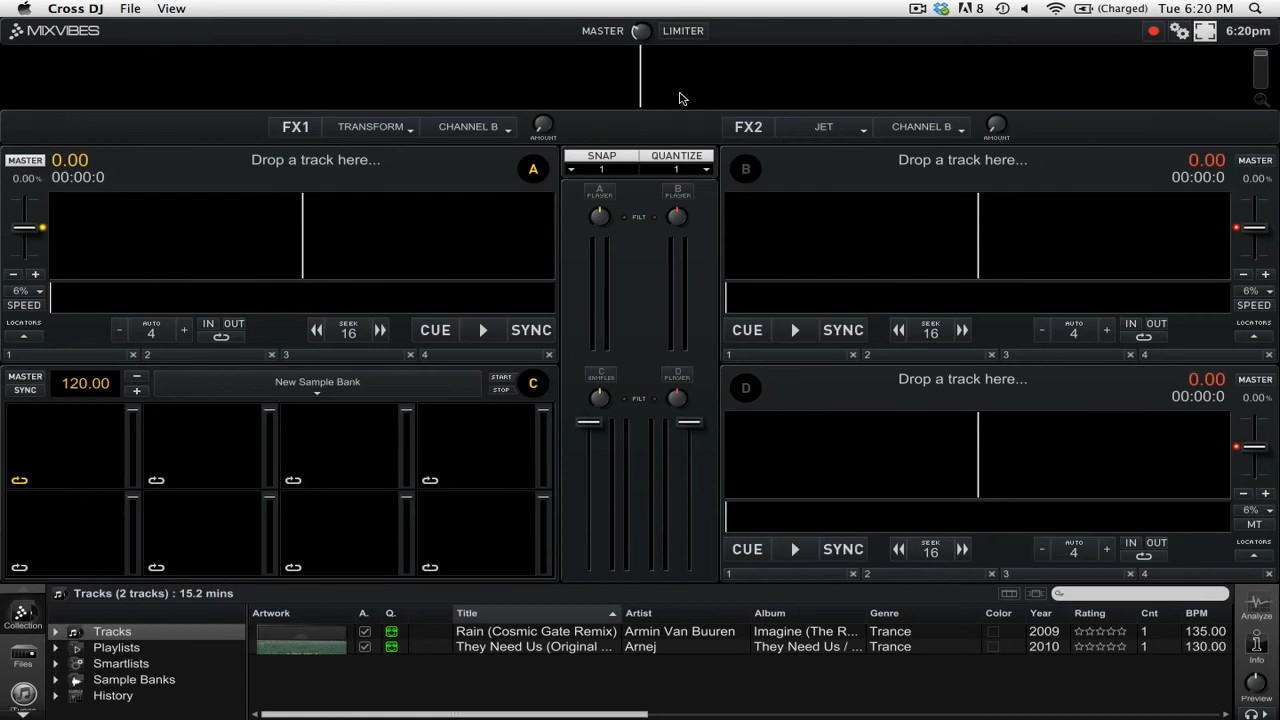 Cross DJ File View 8 (Charged) Tue 6:20 PM
MIXVIBES MASTER LIMITER 6:20pm
FX1 TRANSFORM CHANNEL B AMOUNT FX2 JET CHANNEL B AMOUNT
MASTER 0.00 Drop a track here... A
0.00% 00:00:0
SNAP QUANTIZE
1 1
B Drop a track here... 0.00 MASTER
00:00:0 0.00%
A PLAYER B PLAYER
FILT
6% 6%
SPEED SPEED
LOCATORS AUTO 4 IN OUT SEEK 16 CUE SYNC
CUE SYNC SEEK 16 AUTO 4 IN OUT LOCATORS
1 2 3 4
1 2 3 4
MASTER 120.00 New Sample Bank START C
SYNC STOP
C SAMPLER D PLAYER
FILT
D Drop a track here... 0.00 MASTER
00:00:0 0.00%
6%
MT
CUE SYNC SEEK 16 AUTO 4 IN OUT LOCATORS
1 2 3 4
Tracks (2 tracks) : 15.2 mins
Collection
Files
Tracks
Playlists
Smartlists
Sample Banks
History
Artwork A. Q. Title Artist Album Genre Color Year Rating Cnt BPM
Rain (Cosmic Gate Remix) Armin Van Buuren Imagine (The R... Trance 2009 1 135.00
They Need Us (Original ... Arnej They Need Us / ... Trance 2010 1 130.00
Analyze
Info
Preview